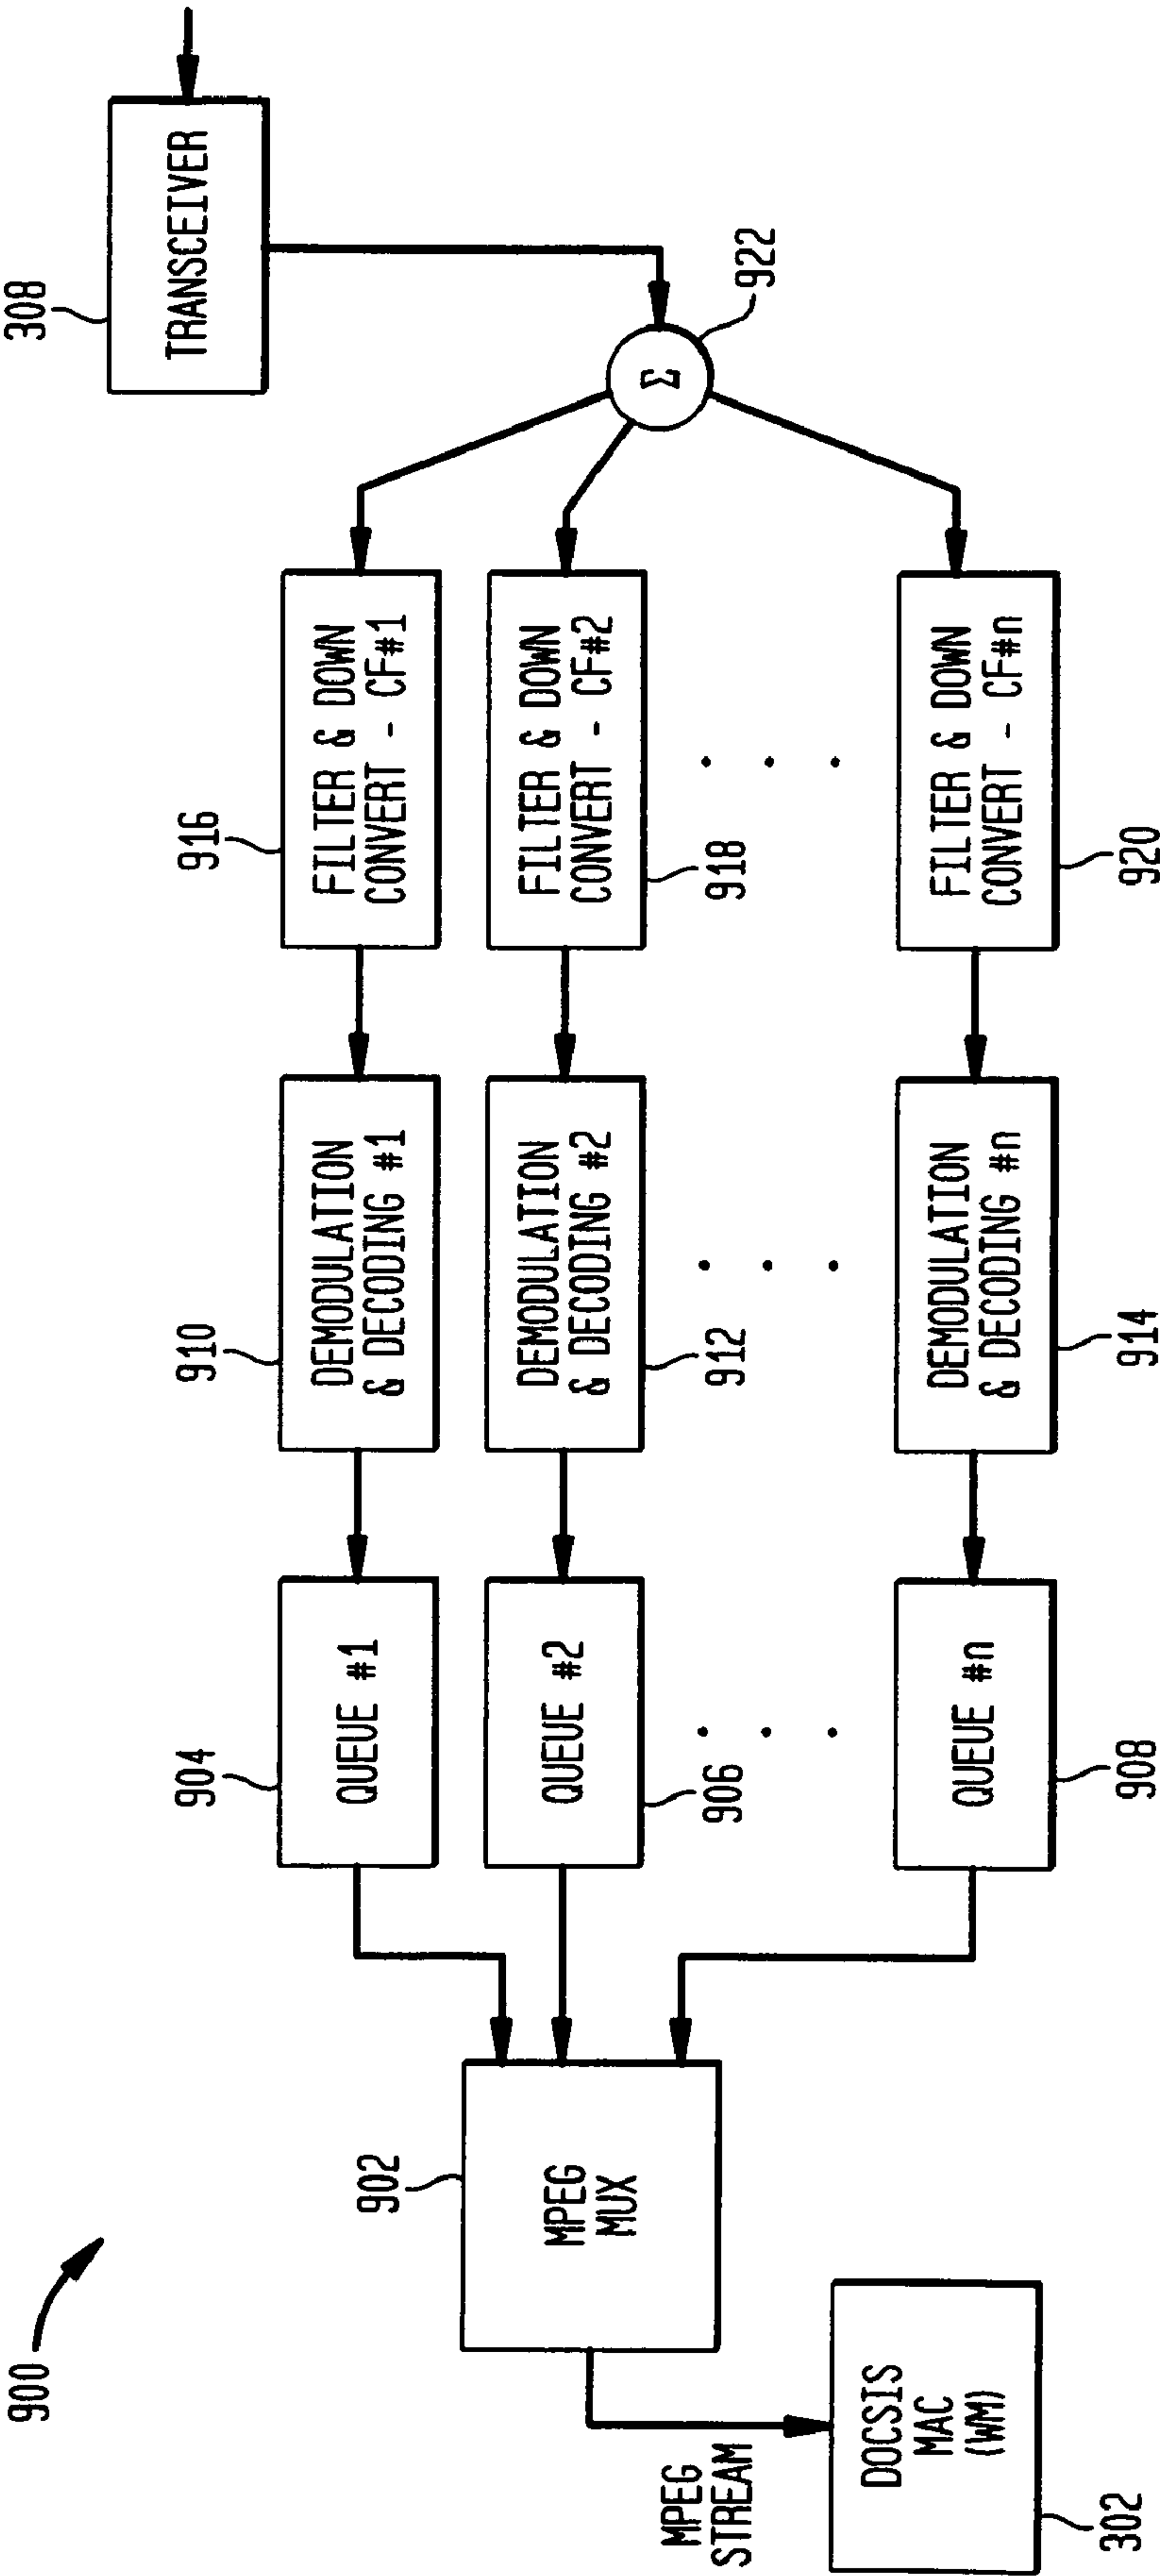 900
308
TRANSCEIVER
922
Σ
916
FILTER & DOWN
CONVERT - CF#1
918
FILTER & DOWN
CONVERT - CF#2
920
FILTER & DOWN
CONVERT - CF#n
910
DEMODULATION
& DECODING #1
912
DEMODULATION
& DECODING #2
914
DEMODULATION
& DECODING #n
904
QUEUE #1
906
QUEUE #2
908
QUEUE #n
902
MPEG
MUX
MPEG
STREAM
DOCSIS
MAC
(WM)
302